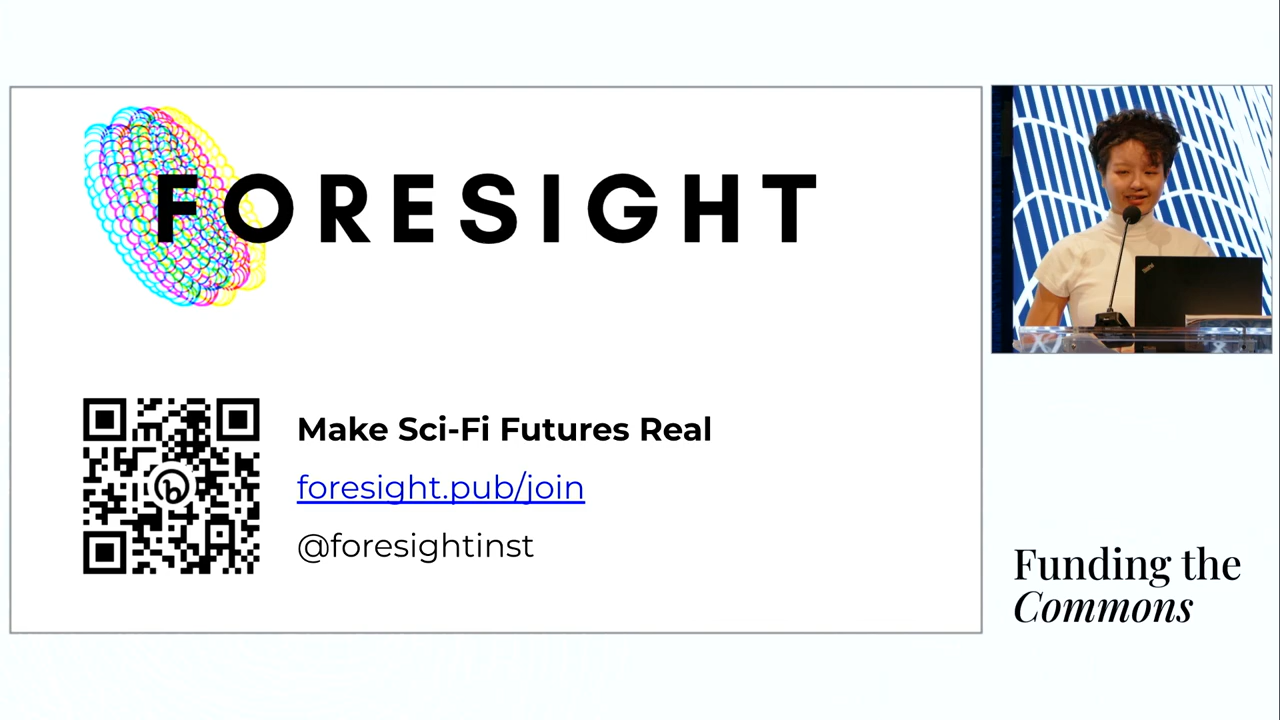 FORESIGHT
Make Sci-Fi Futures Real
foresight.pub/join
@foresightinst
Funding the
Commons